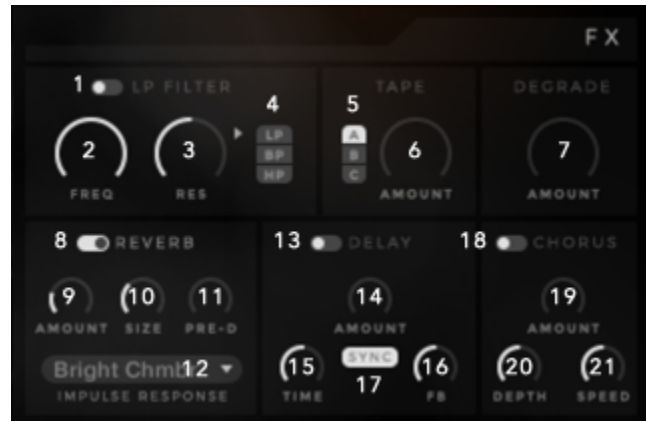 FX
1 LP FILTER
TAPE
DEGRADE
4
5
LP
BP
HP
A
B
C
2
3
6
7
FREQ
RES
AMOUNT
AMOUNT
8 REVERB
13 DELAY
18 CHORUS
9
10
11
14
19
AMOUNT
SIZE
PRE-D
AMOUNT
AMOUNT
Bright Chmb12
IMPULSE RESPONSE
15
SYNC
16
17
TIME
FB
20
21
DEPTH
SPEED